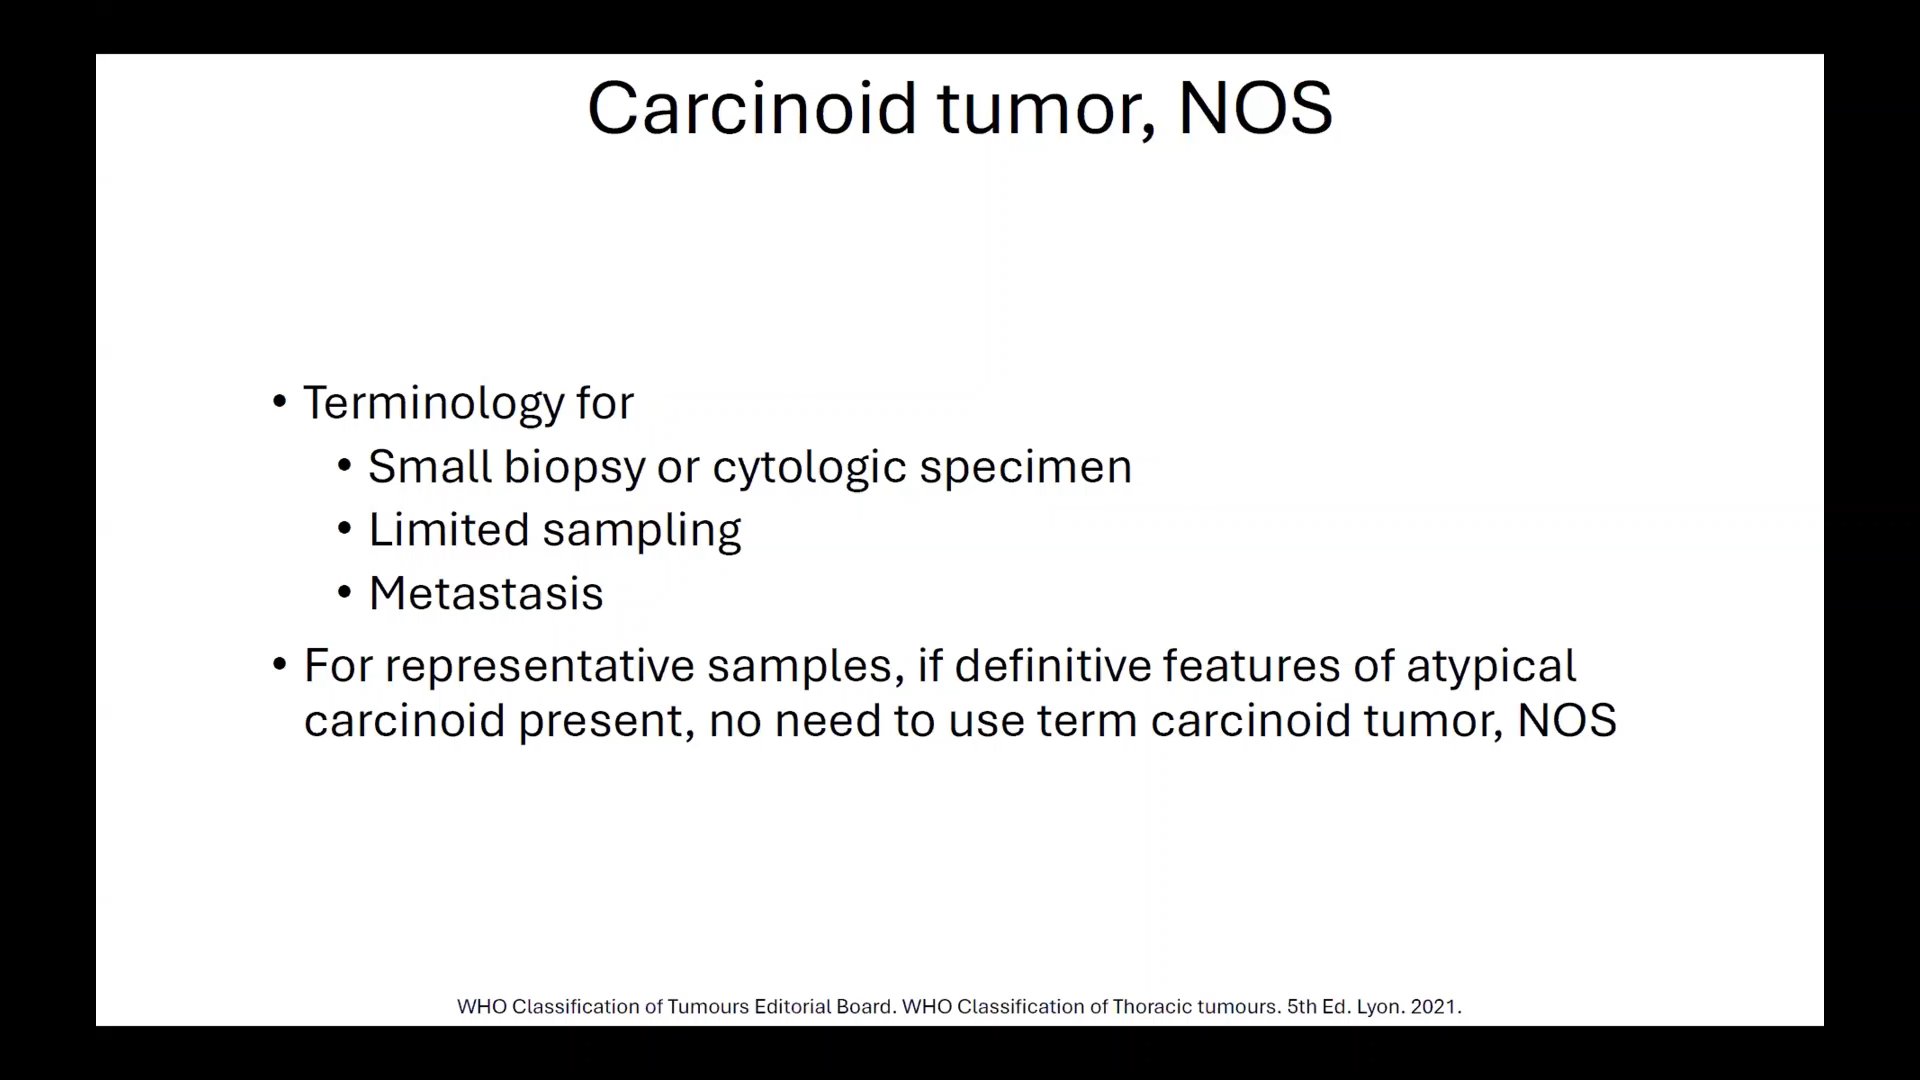 Carcinoid tumor, NOS
• Terminology for
• Small biopsy or cytologic specimen
• Limited sampling
• Metastasis
• For representative samples, if definitive features of atypical
carcinoid present, no need to use term carcinoid tumor, NOS
WHO Classification of Tumours Editorial Board. WHO Classification of Thoracic tumours. 5th Ed. Lyon. 2021.